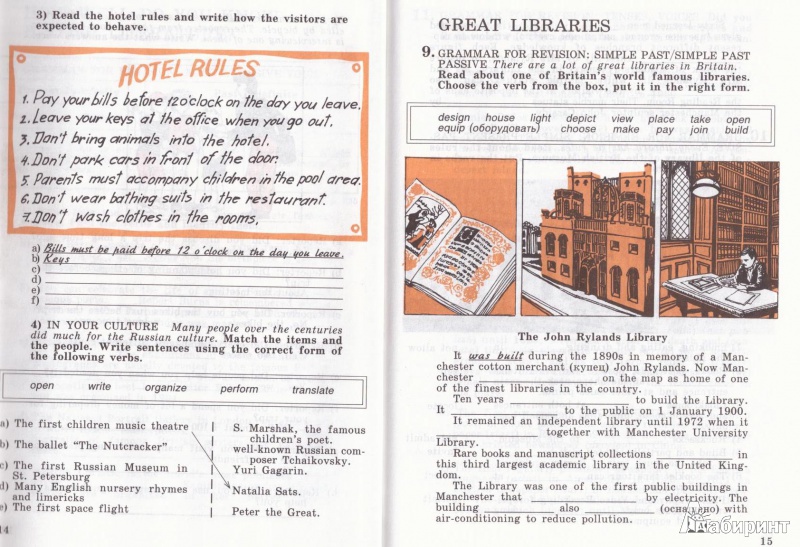 3) Read the hotel rules and write how the visitors are
expected to behave.
HOTEL RULES
1. Pay your bills before 12 o'clock on the day you leave.
2. Leave your keys at the office when you go out.
3. Don't bring animals into the hotel.
4. Don't park cars in front of the door.
5. Parents must accompany children in the pool area.
6. Don't wear bathing suits in the restaurant.
7. Don't wash clothes in the rooms.
a) Bills must be paid before 12 o'clock on the day you leave.
b) Keys
c)
d)
e)
f)
4) IN YOUR CULTURE Many people over the centuries
did much for the Russian culture. Match the items and
the people. Write sentences using the correct form of
the following verbs.
open write organize perform translate
a) The first children music theatre
b) The ballet "The Nutcracker"
c) The first Russian Museum in
St. Petersburg
d) Many English nursery rhymes
and limericks
e) The first space flight
S. Marshak, the famous
children's poet.
well-known Russian com-
poser Tchaikovsky.
Yuri Gagarin.
Natalia Sats.
Peter the Great.
14
GREAT LIBRARIES
9. GRAMMAR FOR REVISION: SIMPLE PAST/SIMPLE PAST
PASSIVE There are a lot of great libraries in Britain.
Read about one of Britain's world famous libraries.
Choose the verb from the box, put it in the right form.
design house light depict view place take open
equip (оборудовать) choose make pay join build
The John Rylands Library
It was built during the 1890s in memory of a Man-
chester cotton merchant (купец) John Rylands. Now Man-
chester ____ on the map as home of one
of the finest libraries in the country.
Ten years ____ to build the Library.
It ____ to the public on 1 January 1900.
It remained an independent library until 1972 when it
____ together with Manchester University
Library.
Rare books and manuscript collections ____ in
this third largest academic library in the United King-
dom.
The Library was one of the first public buildings in
Manchester that ____ by electricity. The
building ____ also ____ (оснащено) with
air-conditioning to reduce pollution.
Лабиринт
15